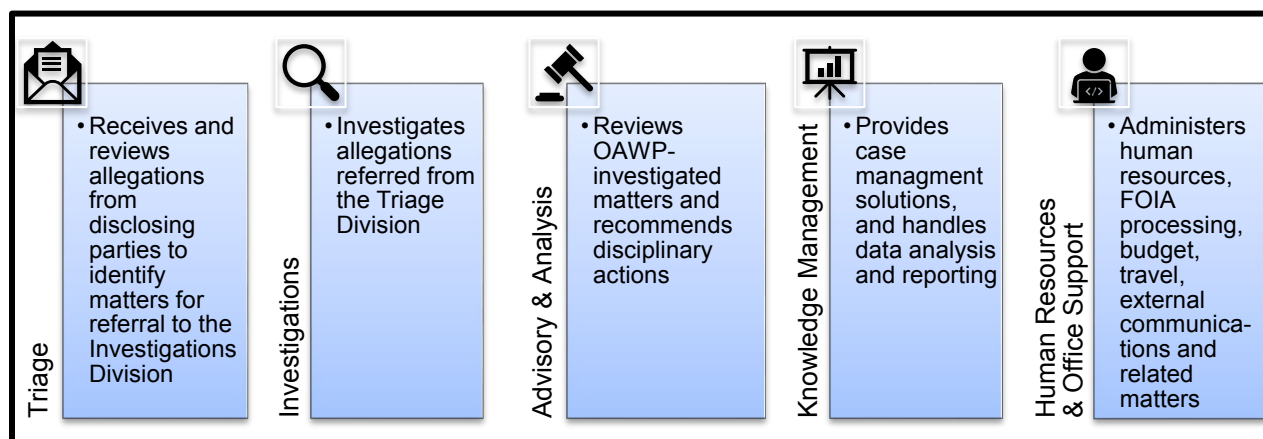 Triage
•Receives and
reviews
allegations
from
disclosing
parties to
identify
matters for
referral to the
Investigations
Division
Investigations
•Investigates
allegations
referred from
the Triage
Division
Advisory & Analysis
•Reviews
OAWP-
investigated
matters and
recommends
disciplinary
actions
Knowledge Management
•Provides
case
managment
solutions,
and handles
data analysis
and reporting
Human Resources
& Office Support
•Administers
human
resources,
FOIA
processing,
budget,
travel,
external
communica-
tions and
related
matters